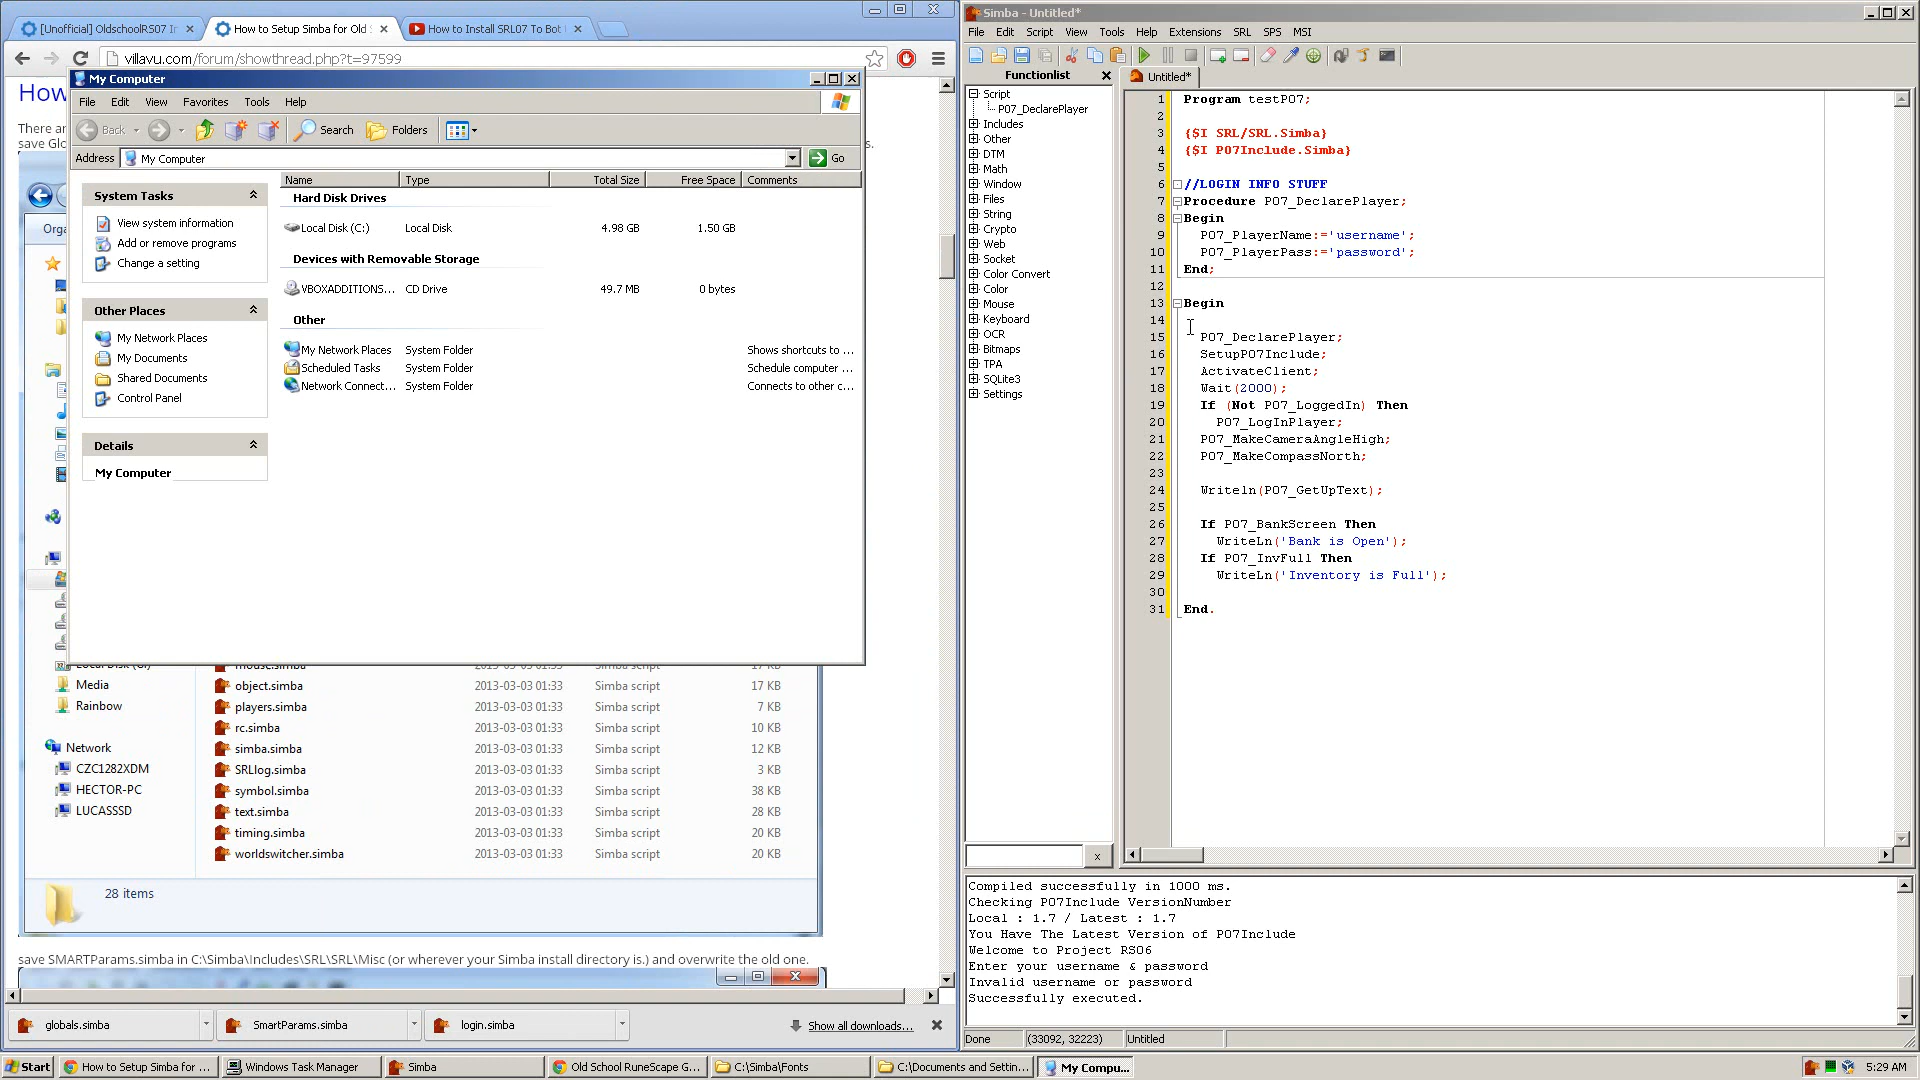 [Unofficial] OldschoolRS07 In
How to Setup Simba for Old S
How to Install SRL07 To Bot
villavu.com/forum/showthread.php?t=97599
How
There ar
save Glo
s.
My Computer
File Edit View Favorites Tools Help
Back Search Folders
Address My Computer Go
System Tasks
View system information
Add or remove programs
Change a setting
Other Places
My Network Places
My Documents
Shared Documents
Control Panel
Details
My Computer
Name Type Total Size Free Space Comments
Hard Disk Drives
Local Disk (C:) Local Disk 4.98 GB 1.50 GB
Devices with Removable Storage
VBOXADDITIONS... CD Drive 49.7 MB 0 bytes
Other
My Network Places System Folder Shows shortcuts to ...
Scheduled Tasks System Folder Schedule computer ...
Network Connect... System Folder Connects to other c...
Orga
Local Disk (C:)
Media
Rainbow
Network
CZC1282XDM
HECTOR-PC
LUCASSSD
mouse.simba 2013-03-03 01:33 Simba script 17 KB
object.simba 2013-03-03 01:33 Simba script 17 KB
players.simba 2013-03-03 01:33 Simba script 7 KB
rc.simba 2013-03-03 01:33 Simba script 10 KB
simba.simba 2013-03-03 01:33 Simba script 12 KB
SRLlog.simba 2013-03-03 01:33 Simba script 3 KB
symbol.simba 2013-03-03 01:33 Simba script 38 KB
text.simba 2013-03-03 01:33 Simba script 28 KB
timing.simba 2013-03-03 01:33 Simba script 20 KB
worldswitcher.simba 2013-03-03 01:33 Simba script 20 KB
28 items
save SMARTParams.simba in C:\Simba\Includes\SRL\SRL\Misc (or wherever your Simba install directory is.) and overwrite the old one.
globals.simba SmartParams.simba login.simba Show all downloads...
Simba - Untitled*
File Edit Script View Tools Help Extensions SRL SPS MSI
Functionlist
Untitled*
Script
P07_DeclarePlayer
Includes
Other
DTM
Math
Window
Files
String
Crypto
Web
Socket
Color Convert
Color
Mouse
Keyboard
OCR
Bitmaps
TPA
SQLite3
Settings
x
1 Program testP07;
2
3 {$I SRL/SRL.Simba}
4 {$I P07Include.Simba}
5
6 //LOGIN INFO STUFF
7 Procedure P07_DeclarePlayer;
8 Begin
9 P07_PlayerName:='username';
10 P07_PlayerPass:='password';
11 End;
12
13 Begin
14
15 P07_DeclarePlayer;
16 SetupP07Include;
17 ActivateClient;
18 Wait(2000);
19 If (Not P07_LoggedIn) Then
20 P07_LogInPlayer;
21 P07_MakeCameraAngleHigh;
22 P07_MakeCompassNorth;
23
24 Writeln(P07_GetUpText);
25
26 If P07_BankScreen Then
27 WriteLn('Bank is Open');
28 If P07_InvFull Then
29 WriteLn('Inventory is Full');
30
31 End.
Compiled successfully in 1000 ms.
Checking P07Include VersionNumber
Local : 1.7 / Latest : 1.7
You Have The Latest Version of P07Include
Welcome to Project RS06
Enter your username & password
Invalid username or password
Successfully executed.
Done (33092, 32223) Untitled
Start How to Setup Simba for ... Windows Task Manager Simba Old School RuneScape G... C:\Simba\Fonts C:\Documents and Settin... My Compu... 5:29 AM